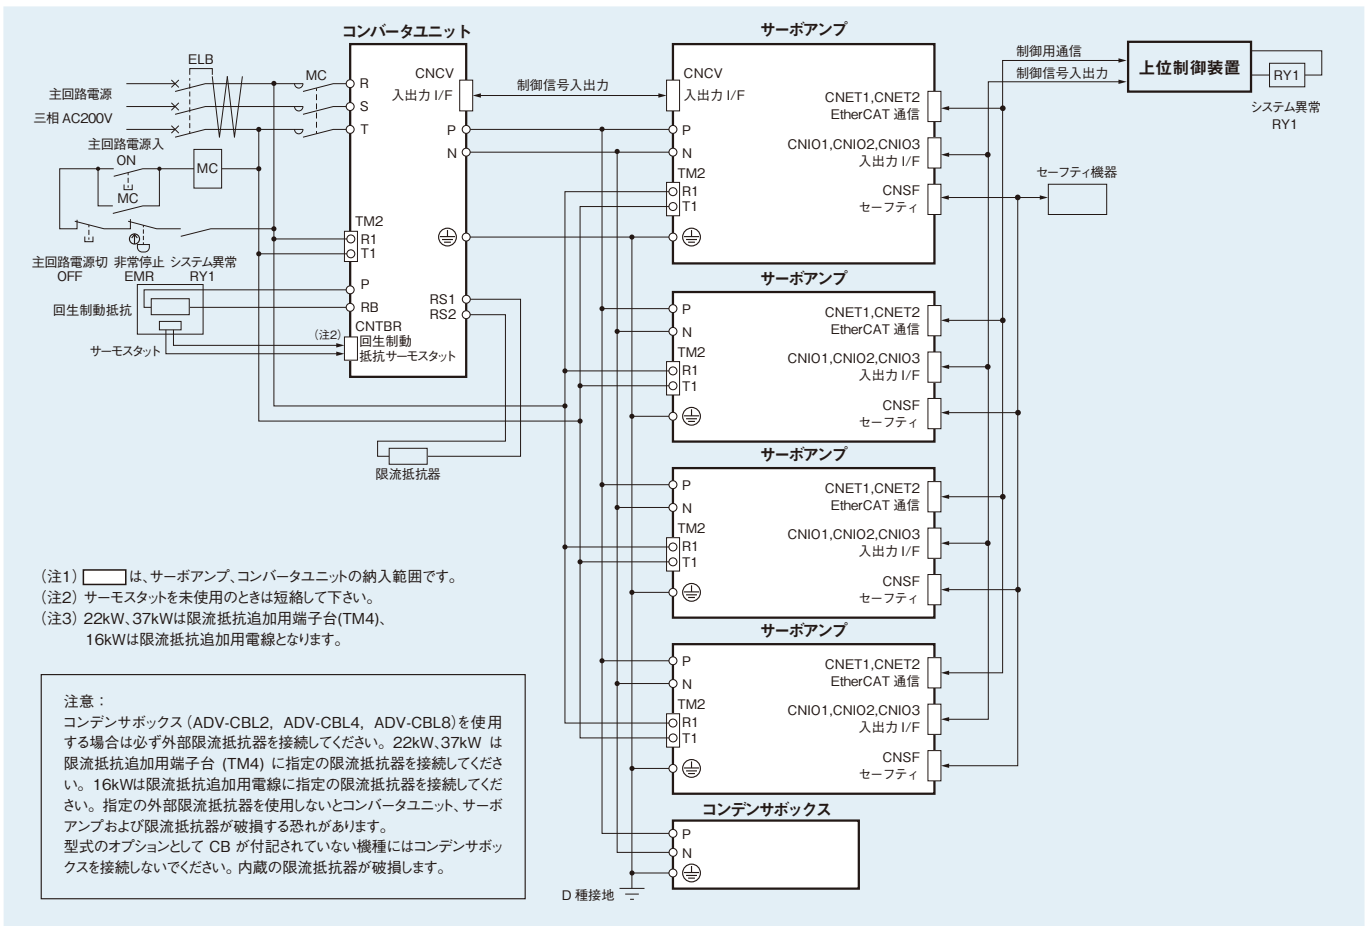 コンバータユニット
ELB
MC
主回路電源
三相 AC200V
R
S
T
主回路電源入
ON
MC
MC
主回路電源切
OFF
非常停止
EMR
システム異常
RY1
回生制動抵抗
サーモスタット
(注2)
CNCV
入出力 I/F
P
N
TM2
R1
T1
P
RB
CNTBR
回生制動
抵抗サーモスタット
RS1
RS2
限流抵抗器
制御信号入出力
サーボアンプ
CNCV
入出力 I/F
P
N
TM2
R1
T1
CNET1,CNET2
EtherCAT 通信
CNIO1,CNIO2,CNIO3
入出力 I/F
CNSF
セーフティ
制御用通信
制御信号入出力
上位制御装置
RY1
システム異常
RY1
セーフティ機器
サーボアンプ
P
N
TM2
R1
T1
CNET1,CNET2
EtherCAT 通信
CNIO1,CNIO2,CNIO3
入出力 I/F
CNSF
セーフティ
サーボアンプ
P
N
TM2
R1
T1
CNET1,CNET2
EtherCAT 通信
CNIO1,CNIO2,CNIO3
入出力 I/F
CNSF
セーフティ
サーボアンプ
P
N
TM2
R1
T1
CNET1,CNET2
EtherCAT 通信
CNIO1,CNIO2,CNIO3
入出力 I/F
CNSF
セーフティ
コンデンサボックス
P
N
D 種接地
(注1) は、サーボアンプ、コンバータユニットの納入範囲です。
(注2) サーモスタットを未使用のときは短絡して下さい。
(注3) 22kW、37kWは限流抵抗追加用端子台(TM4)、
16kWは限流抵抗追加用電線となります。
注意：
コンデンサボックス (ADV-CBL2, ADV-CBL4, ADV-CBL8)を使用
する場合は必ず外部限流抵抗器を接続してください。22kW、37kW は
限流抵抗追加用端子台 (TM4) に指定の限流抵抗器を接続してくださ
い。16kWは限流抵抗追加用電線に指定の限流抵抗器を接続してくだ
さい。指定の外部限流抵抗器を使用しないとコンバータユニット、サーボ
アンプおよび限流抵抗器が破損する恐れがあります。
型式のオプションとして CB が付記されていない機種にはコンデンサボッ
クスを接続しないでください。内蔵の限流抵抗器が破損します。